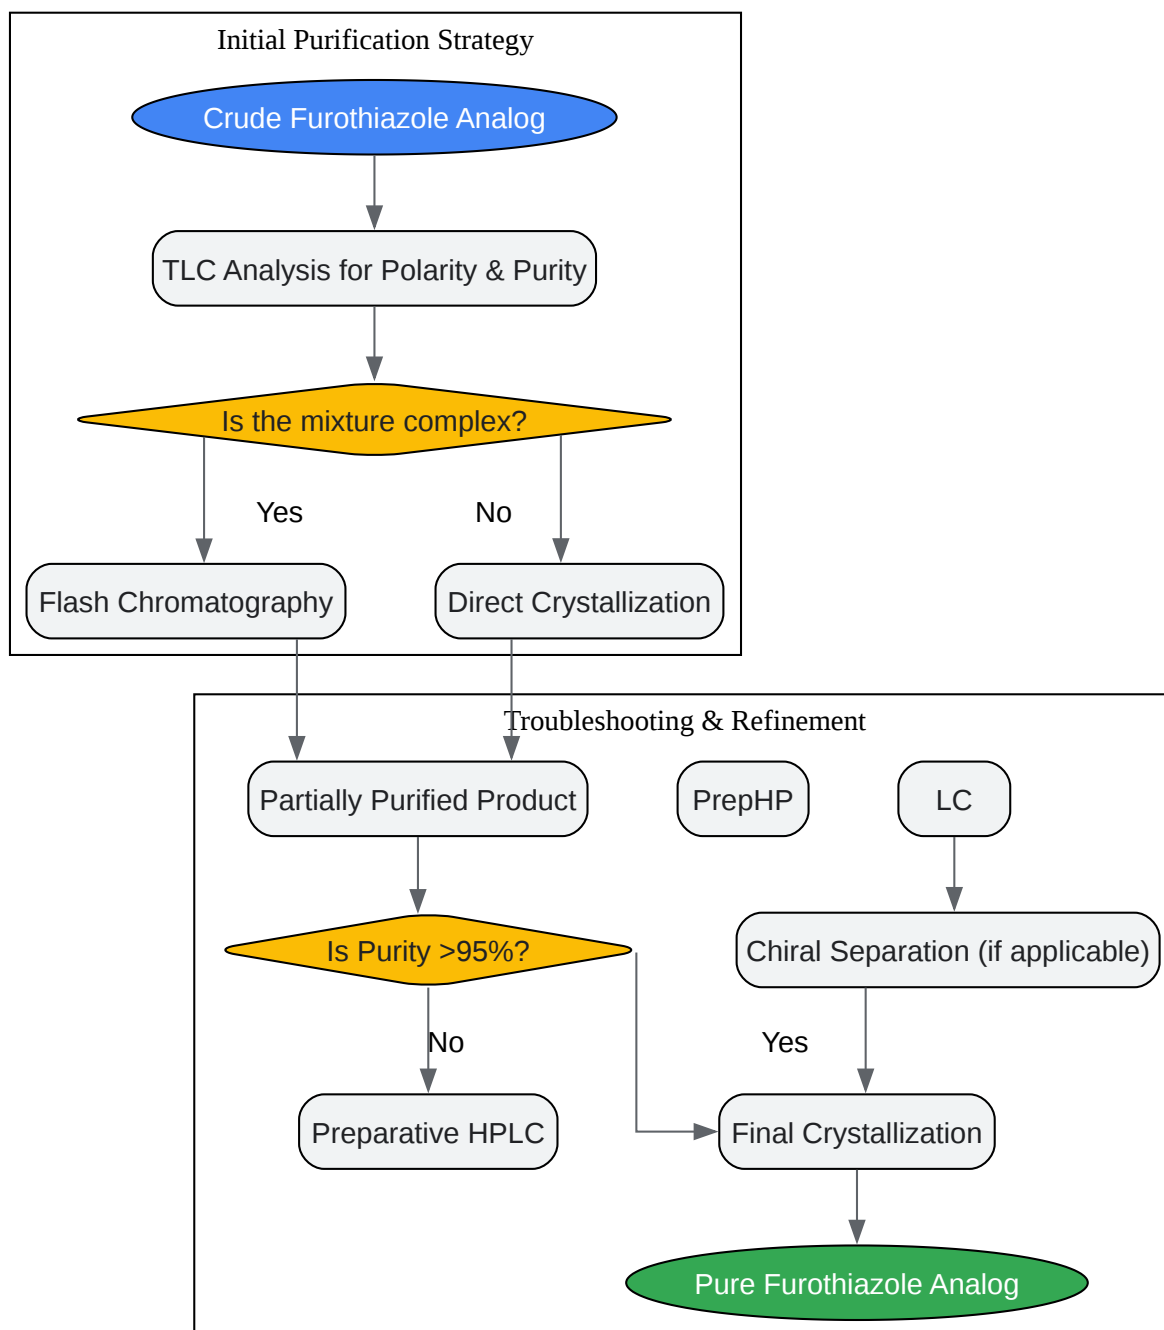 Initial Purification Strategy
Crude Furothiazole Analog
TLC Analysis for Polarity & Purity
Is the mixture complex?
Yes
No
Flash Chromatography
Direct Crystallization
Troubleshooting & Refinement
Partially Purified Product
PrepHP
LC
Is Purity >95%?
Chiral Separation (if applicable)
No
Yes
Preparative HPLC
Final Crystallization
Pure Furothiazole Analog